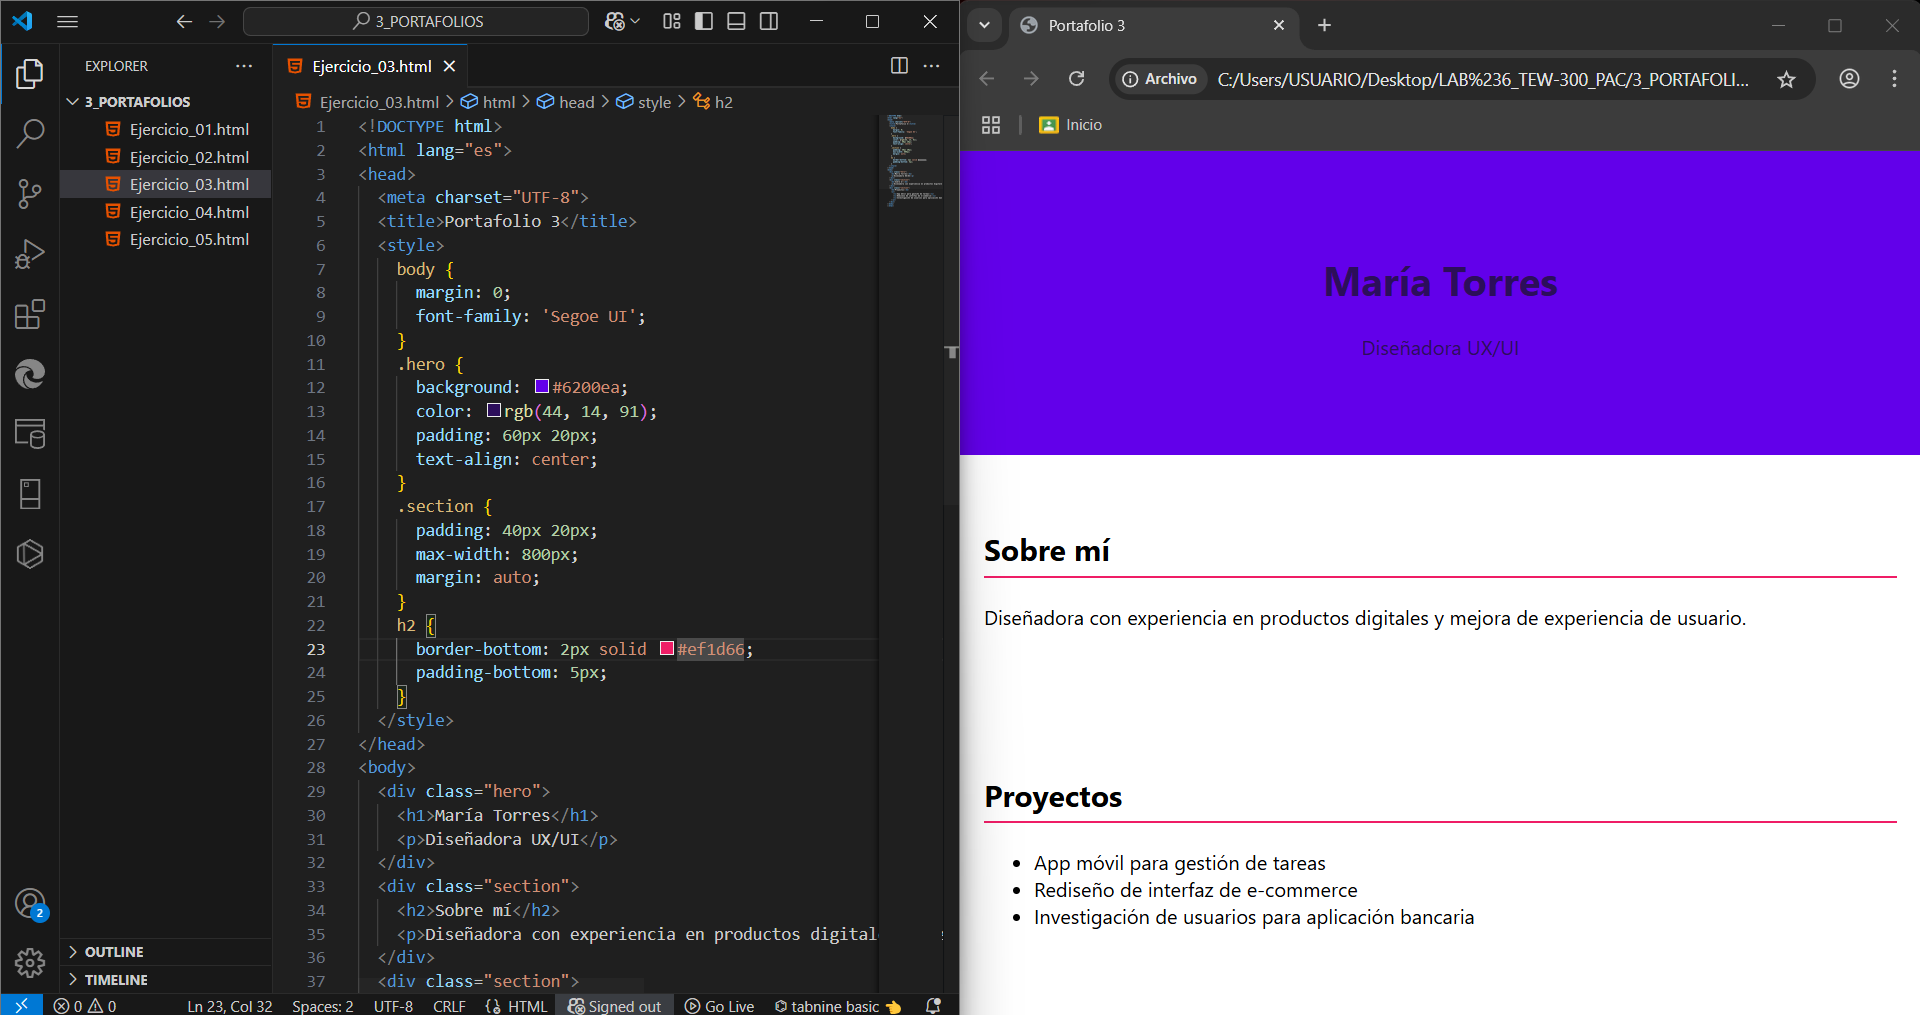 3_PORTAFOLIOS
EXPLORER
3_PORTAFOLIOS
Ejercicio_01.html
Ejercicio_02.html
Ejercicio_03.html
Ejercicio_04.html
Ejercicio_05.html
OUTLINE
TIMELINE
Ejercicio_03.html
Ejercicio_03.html > html > head > style > h2
1 <!DOCTYPE html>
2 <html lang="es">
3 <head>
4 <meta charset="UTF-8">
5 <title>Portafolio 3</title>
6 <style>
7 body {
8 margin: 0;
9 font-family: 'Segoe UI';
10 }
11 .hero {
12 background: #6200ea;
13 color: rgb(44, 14, 91);
14 padding: 60px 20px;
15 text-align: center;
16 }
17 .section {
18 padding: 40px 20px;
19 max-width: 800px;
20 margin: auto;
21 }
22 h2 {
23 border-bottom: 2px solid #ef1d66;
24 padding-bottom: 5px;
25 }
26 </style>
27 </head>
28 <body>
29 <div class="hero">
30 <h1>María Torres</h1>
31 <p>Diseñadora UX/UI</p>
32 </div>
33 <div class="section">
34 <h2>Sobre mí</h2>
35 <p>Diseñadora con experiencia en productos digital
36 </div>
37 <div class="section">
2
0 0
Ln 23, Col 32
Spaces: 2
UTF-8
CRLF
HTML
Signed out
Go Live
tabnine basic
Portafolio 3
Archivo
C:/Users/USUARIO/Desktop/LAB%236_TEW-300_PAC/3_PORTAFOLI...
Inicio
María Torres
Diseñadora UX/UI
Sobre mí
Diseñadora con experiencia en productos digitales y mejora de experiencia de usuario.
Proyectos
• App móvil para gestión de tareas
• Rediseño de interfaz de e-commerce
• Investigación de usuarios para aplicación bancaria